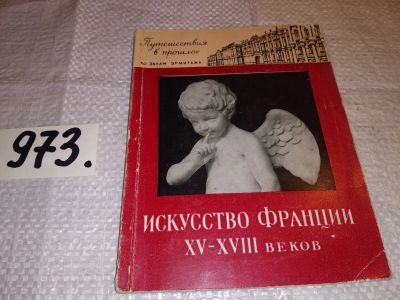 Путешествия
в прошлое
ПО ЗАЛАМ ЭРМИТАЖА
973.
ИСКУССТВО ФРАНЦИИ
XV-XVIII ВЕКОВ